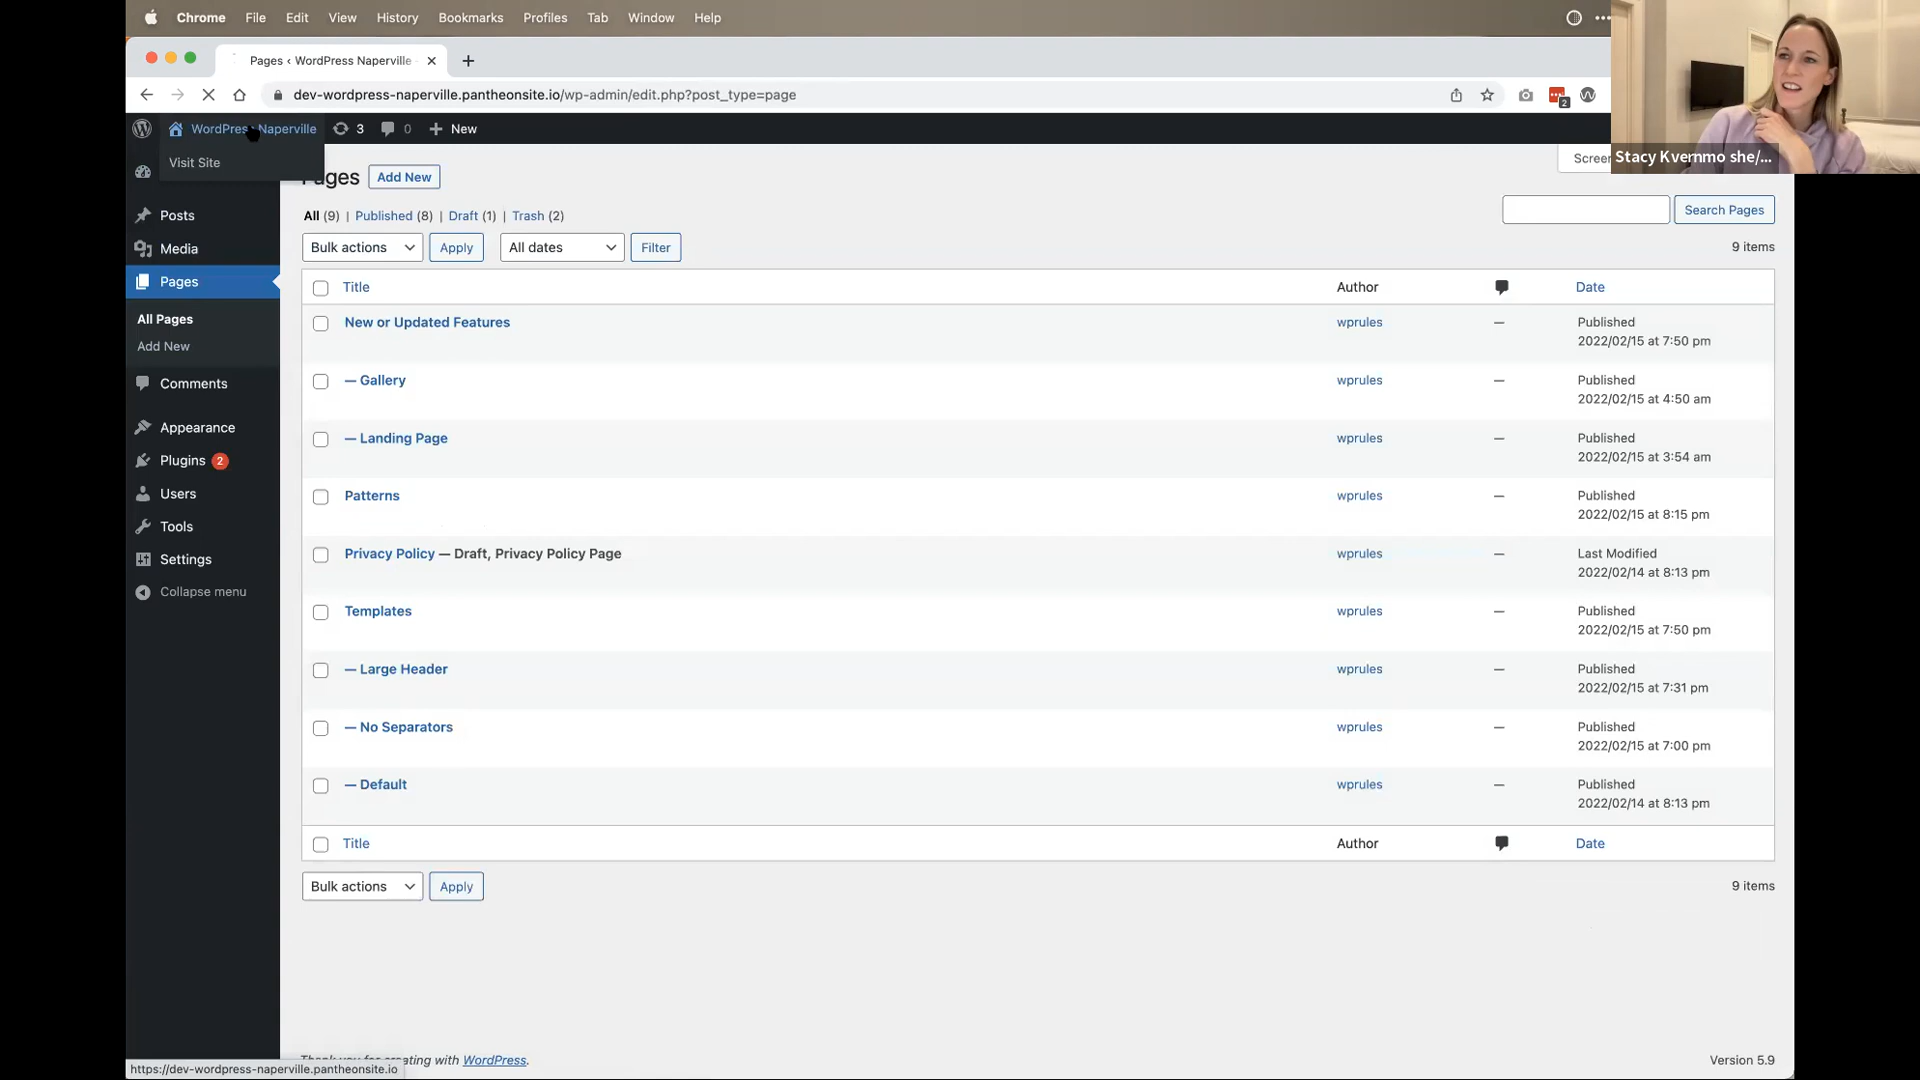 Chrome File Edit View History Bookmarks Profiles Tab Window Help
Pages ‹ WordPress Naperville
dev-wordpress-naperville.pantheonsite.io/wp-admin/edit.php?post_type=page
2
WordPress Naperville 3 0 New
Visit Site
Stacy Kvernmo she/...
Pages Add New
Screen
All (9) | Published (8) | Draft (1) | Trash (2)
Search Pages
Bulk actions Apply All dates Filter
9 items
Posts
Media
Pages
All Pages
Add New
Comments
Appearance
Plugins 2
Users
Tools
Settings
Collapse menu
Title Author Date
New or Updated Features wprules — Published
2022/02/15 at 7:50 pm
— Gallery wprules — Published
2022/02/15 at 4:50 am
— Landing Page wprules — Published
2022/02/15 at 3:54 am
Patterns wprules — Published
2022/02/15 at 8:15 pm
Privacy Policy — Draft, Privacy Policy Page wprules — Last Modified
2022/02/14 at 8:13 pm
Templates wprules — Published
2022/02/15 at 7:50 pm
— Large Header wprules — Published
2022/02/15 at 7:31 pm
— No Separators wprules — Published
2022/02/15 at 7:00 pm
— Default wprules — Published
2022/02/14 at 8:13 pm
Title Author Date
Bulk actions Apply
9 items
Thank you for creating with WordPress.
Version 5.9
https://dev-wordpress-naperville.pantheonsite.io